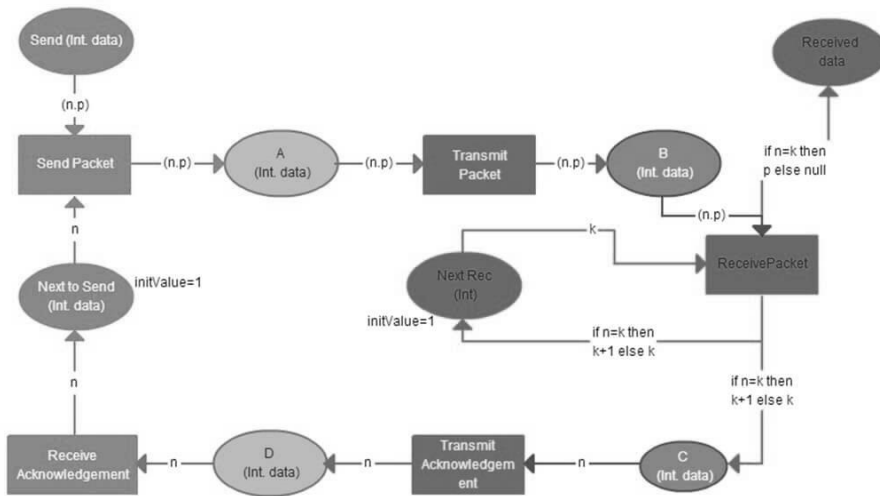 Send (Int. data)
Received
data
(n.p)
Send Packet
(n.p)
A
(Int. data)
(n.p)
Transmit
Packet
(n.p)
B
(Int. data)
if n=k then
p else null
(n.p)
n
k
ReceivePacket
Next to Send
(Int. data)
initValue=1
Next Rec
(Int)
initValue=1
if n=k then
k+1 else k
n
if n=k then
k+1 else k
Receive
Acknowledgement
n
D
(Int. data)
n
Transmit
Acknowledgem
ent
n
C
(Int. data)